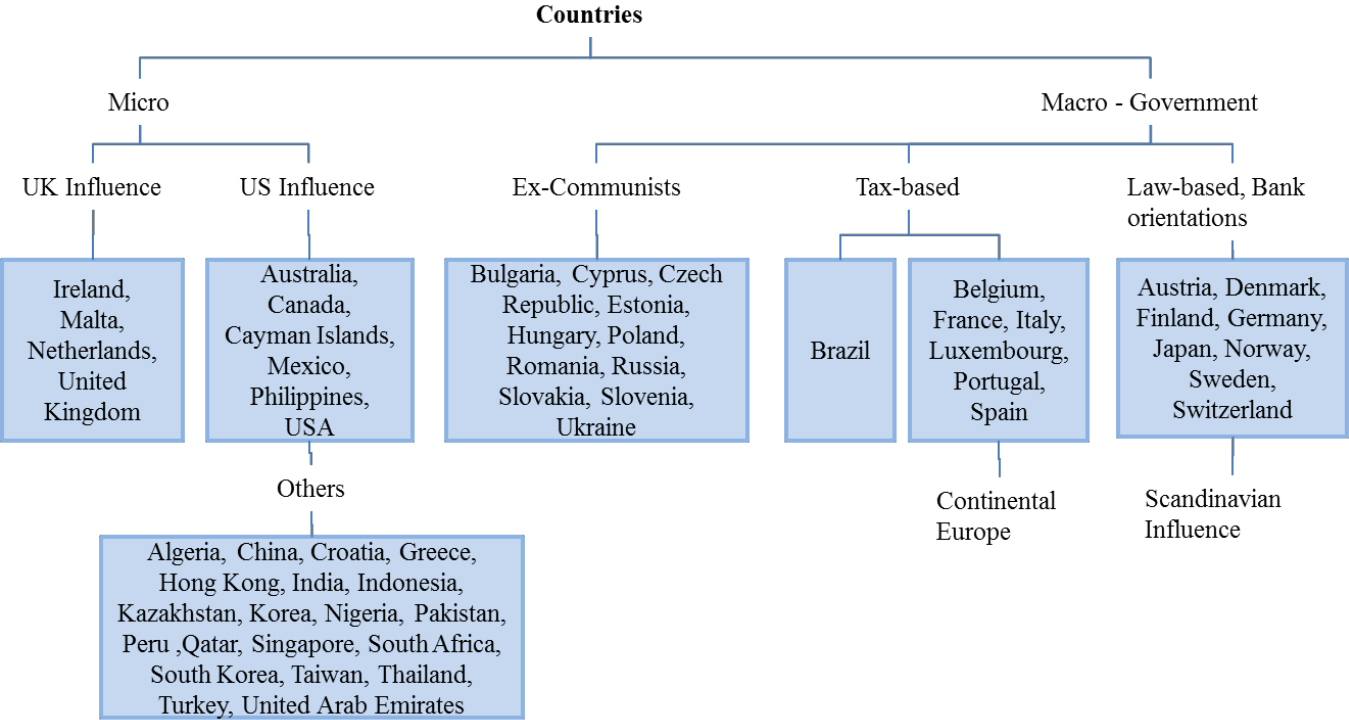 Countries
Micro
Macro - Government
UK Influence
US Influence
Ex-Communists
Tax-based
Law-based, Bank
orientations
Ireland,
Malta,
Netherlands,
United
Kingdom
Australia,
Canada,
Cayman Islands,
Mexico,
Philippines,
USA
Bulgaria, Cyprus, Czech
Republic, Estonia,
Hungary, Poland,
Romania, Russia,
Slovakia, Slovenia,
Ukraine
Brazil
Belgium,
France, Italy,
Luxembourg,
Portugal,
Spain
Austria, Denmark,
Finland, Germany,
Japan, Norway,
Sweden,
Switzerland
Others
Continental
Europe
Scandinavian
Influence
Algeria, China, Croatia, Greece,
Hong Kong, India, Indonesia,
Kazakhstan, Korea, Nigeria, Pakistan,
Peru ,Qatar, Singapore, South Africa,
South Korea, Taiwan, Thailand,
Turkey, United Arab Emirates